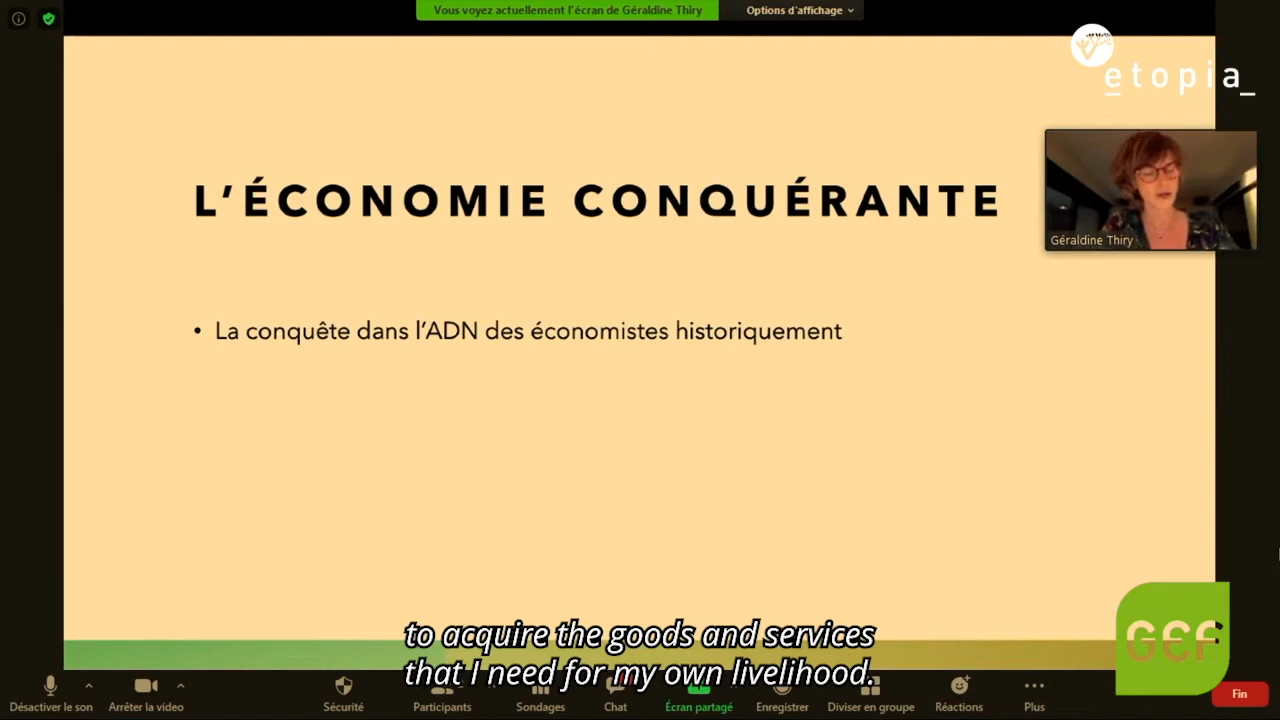 Vous voyez actuellement l'écran de Géraldine Thiry
Options d'affichage
etopia_
L'ÉCONOMIE CONQUÉRANTE
Géraldine Thiry
• La conquête dans l'ADN des économistes historiquement
to acquire the goods and services
that I need for my own livelihood.
GEF
Désactiver le son
Arrêter la video
Sécurité
Participants
Sondages
Chat
Écran partagé
Enregistrer
Diviser en groupe
Réactions
Plus
Fin